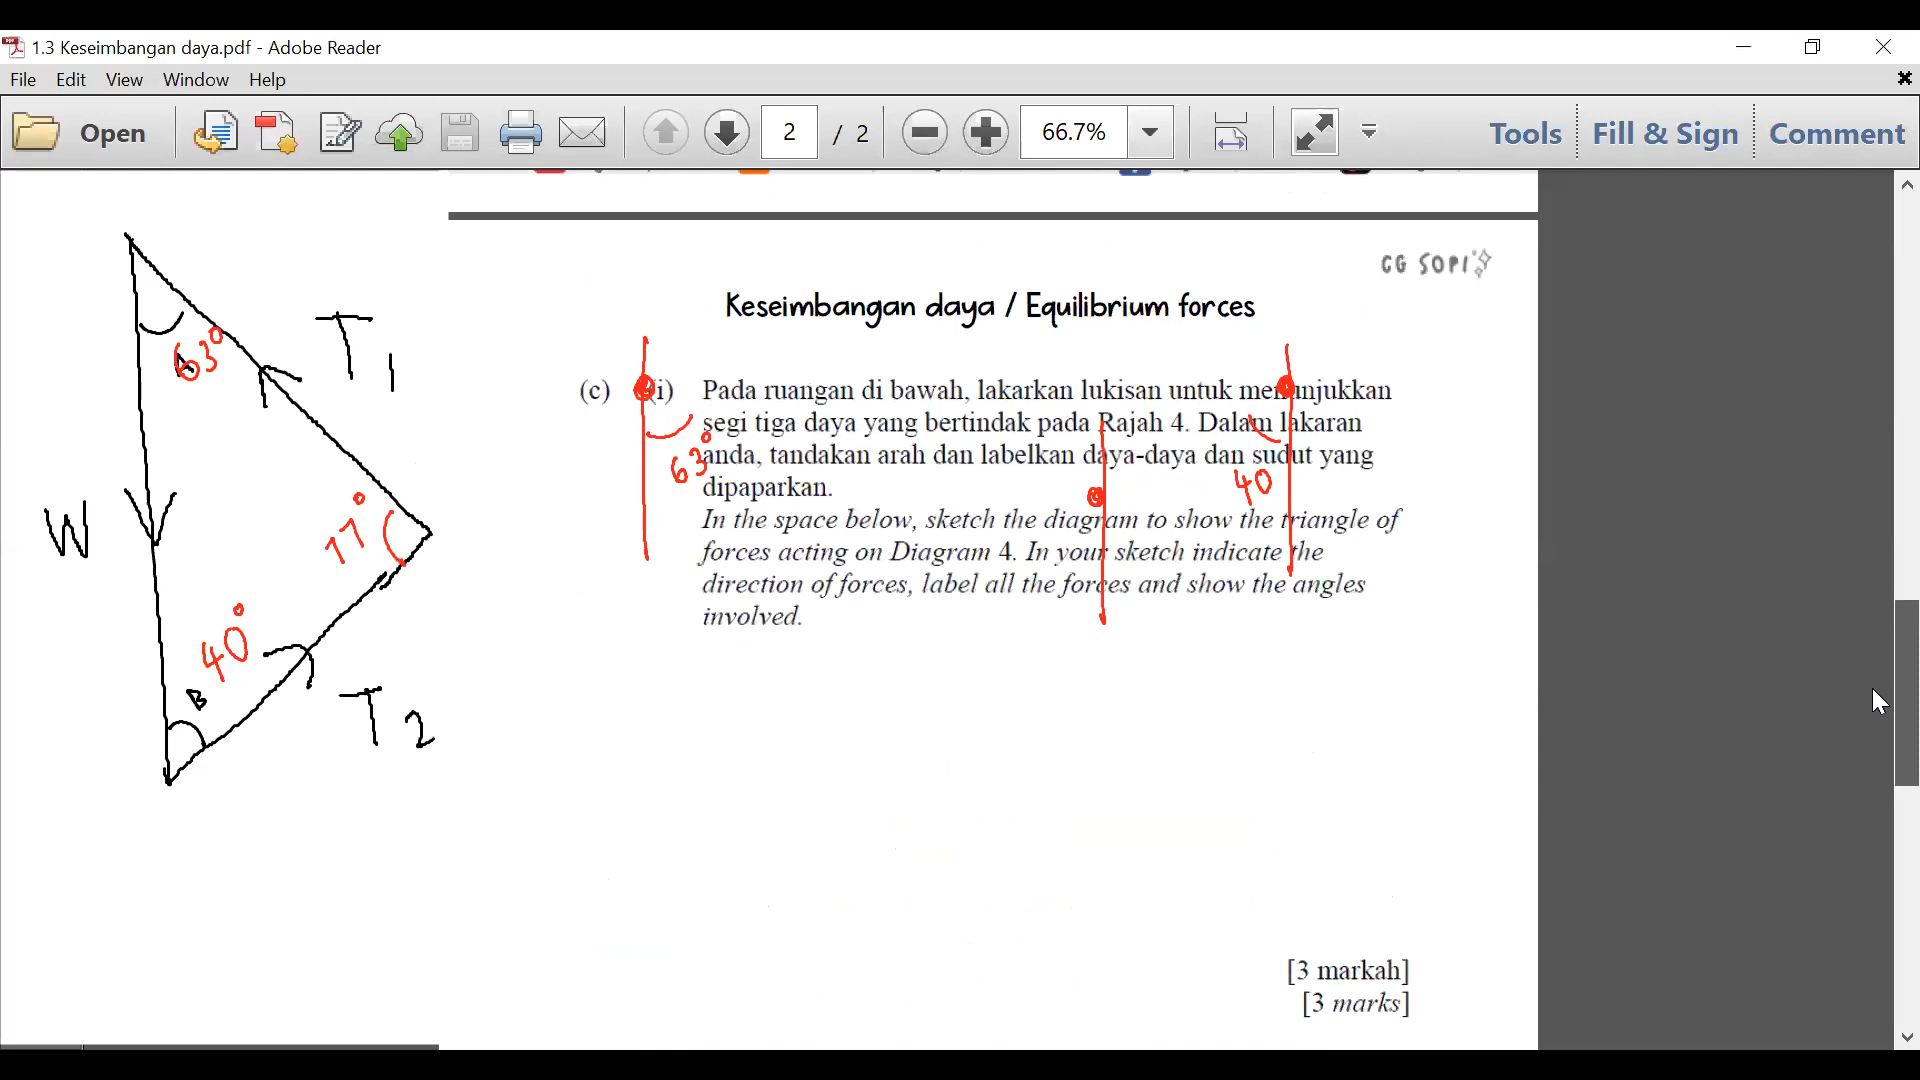 1.3 Keseimbangan daya.pdf - Adobe Reader
File Edit View Window Help
Open 2 / 2 66.7% Tools Fill & Sign Comment
CG SOPI
Keseimbangan daya / Equilibrium forces
(c) (i) Pada ruangan di bawah, lakarkan lukisan untuk menunjukkan
segi tiga daya yang bertindak pada Rajah 4. Dalam lakaran
anda, tandakan arah dan labelkan daya-daya dan sudut yang
dipaparkan.
In the space below, sketch the diagram to show the triangle of
forces acting on Diagram 4. In your sketch indicate the
direction of forces, label all the forces and show the angles
involved.
63°
40
[3 markah]
[3 marks]
63°
T1
W
77°
40°
B
T2